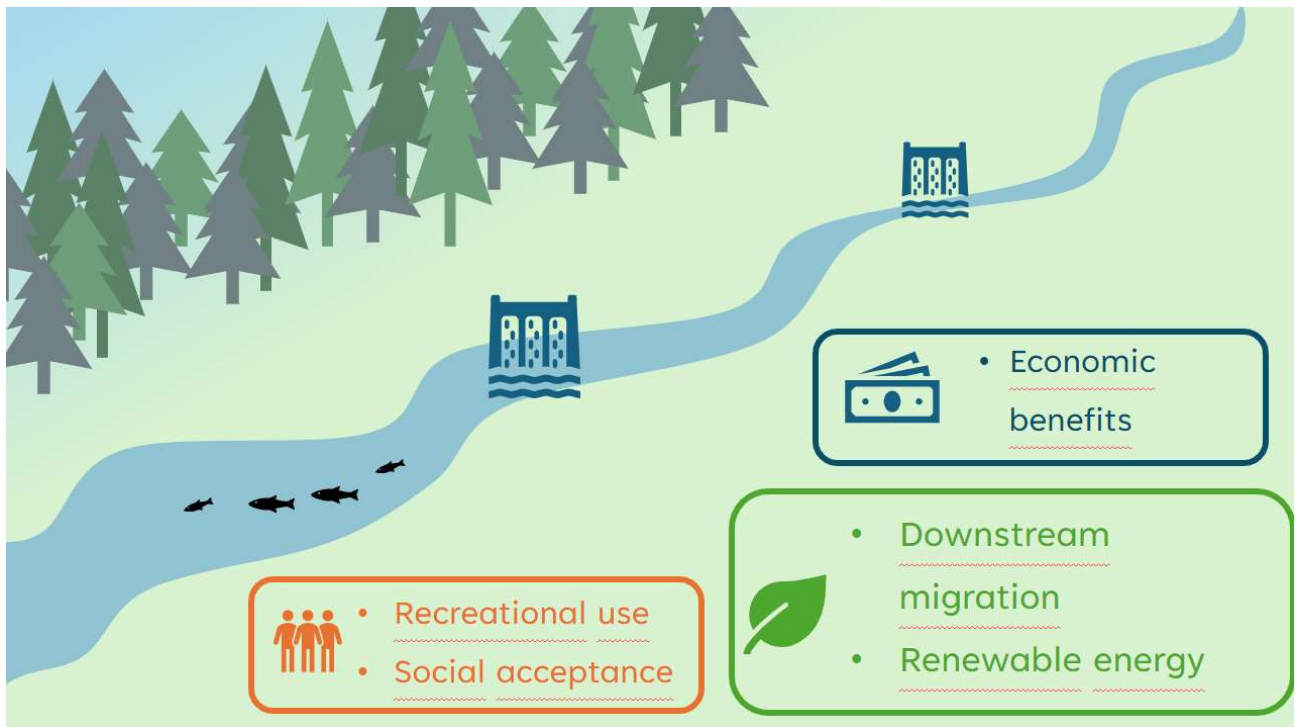 • Economic
benefits
• Downstream
migration
• Renewable energy
• Recreational use
• Social acceptance